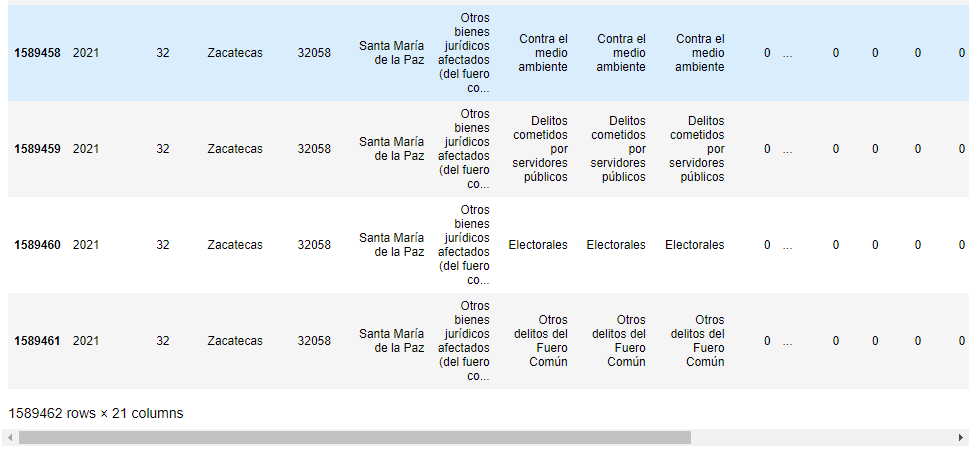 1589458 2021 32 Zacatecas 32058 Santa María de la Paz Otros bienes jurídicos afectados (del fuero co... Contra el medio ambiente Contra el medio ambiente Contra el medio ambiente 0 ... 0 0 0 0
1589459 2021 32 Zacatecas 32058 Santa María de la Paz Otros bienes jurídicos afectados (del fuero co... Delitos cometidos por servidores públicos Delitos cometidos por servidores públicos Delitos cometidos por servidores públicos 0 ... 0 0 0 0
1589460 2021 32 Zacatecas 32058 Santa María de la Paz Otros bienes jurídicos afectados (del fuero co... Electorales Electorales Electorales 0 ... 0 0 0 0
1589461 2021 32 Zacatecas 32058 Santa María de la Paz Otros bienes jurídicos afectados (del fuero co... Otros delitos del Fuero Común Otros delitos del Fuero Común Otros delitos del Fuero Común 0 ... 0 0 0 0
1589462 rows × 21 columns